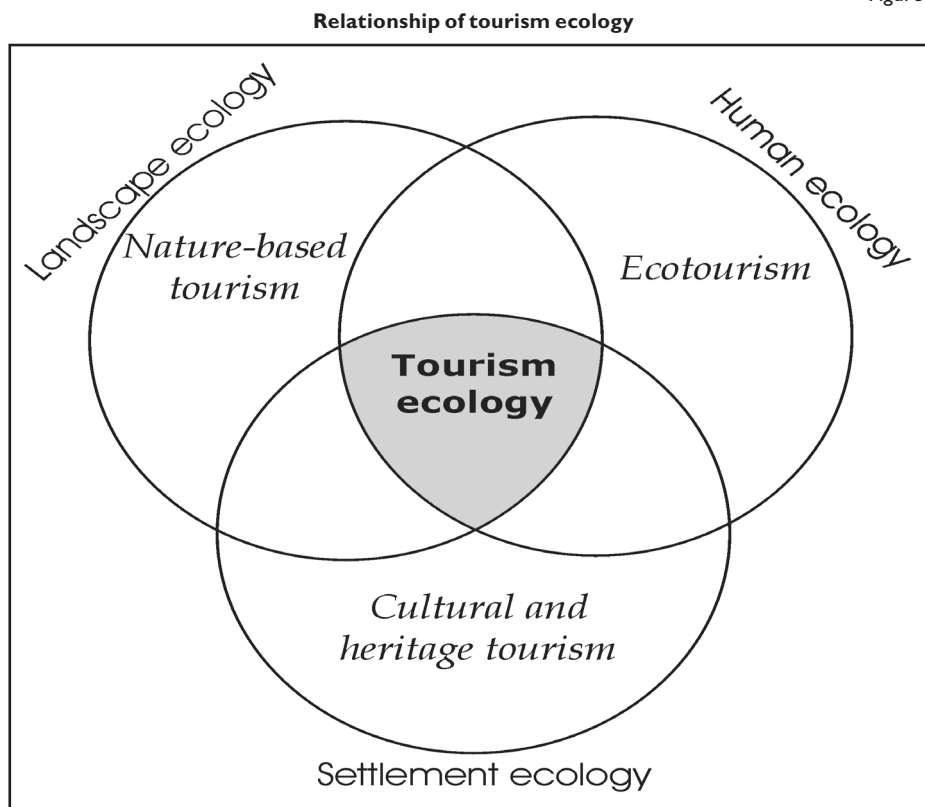 Relationship of tourism ecology
Landscape ecology
Human ecology
Nature-based
tourism
Ecotourism
Tourism
ecology
Cultural and
heritage tourism
Settlement ecology